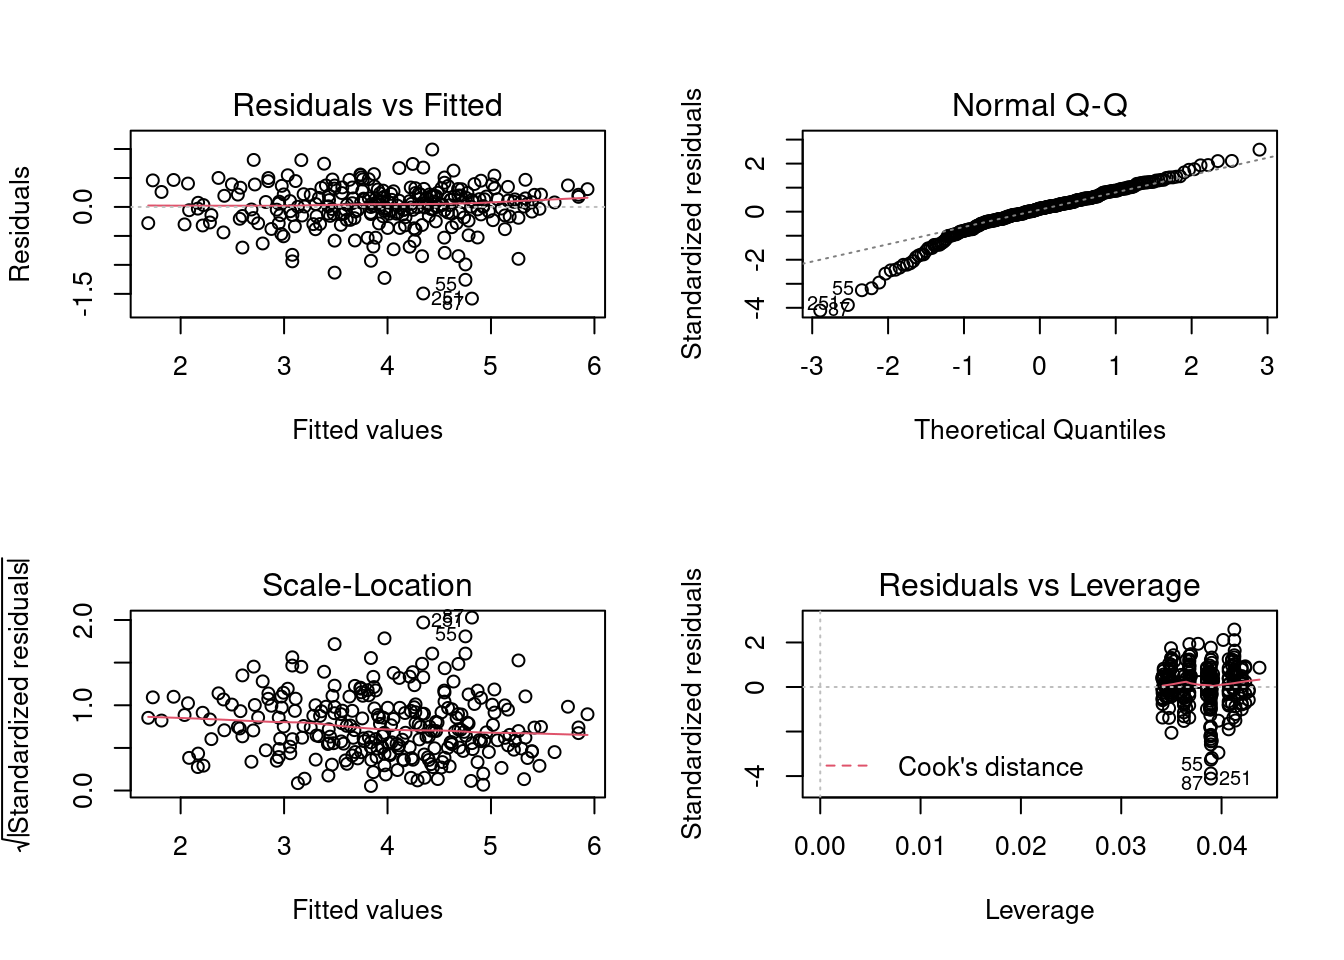 Residuals vs Fitted
Residuals
0.0
-1.5
55
251
87
2 3 4 5 6
Fitted values
Normal Q-Q
Standardized residuals
2
0
-2
-4
55
251
87
-3 -2 -1 0 1 2 3
Theoretical Quantiles
Scale-Location
√|Standardized residuals|
2.0
1.0
0.0
87
251
55
2 3 4 5 6
Fitted values
Residuals vs Leverage
Standardized residuals
2
0
-4
55
87
251
Cook's distance
0.00 0.01 0.02 0.03 0.04
Leverage